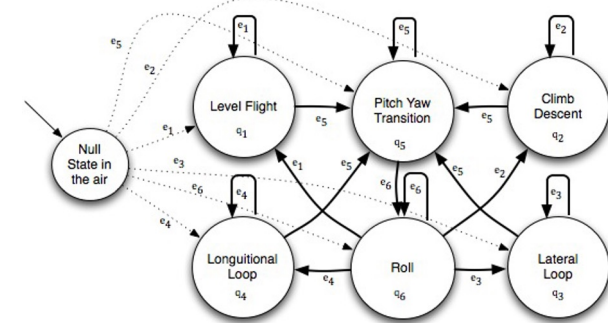 e1
e5
e2
e5
e2
Level Flight
q1
e5
Pitch Yaw
Transition
q5
e5
Climb
Descent
q2
e1
Null
State in
the air
e3
e6
e4
e4
e1
e5
e6
e6
e5
e2
e3
Longuitional
Loop
q4
e4
Roll
q6
e3
Lateral
Loop
q3